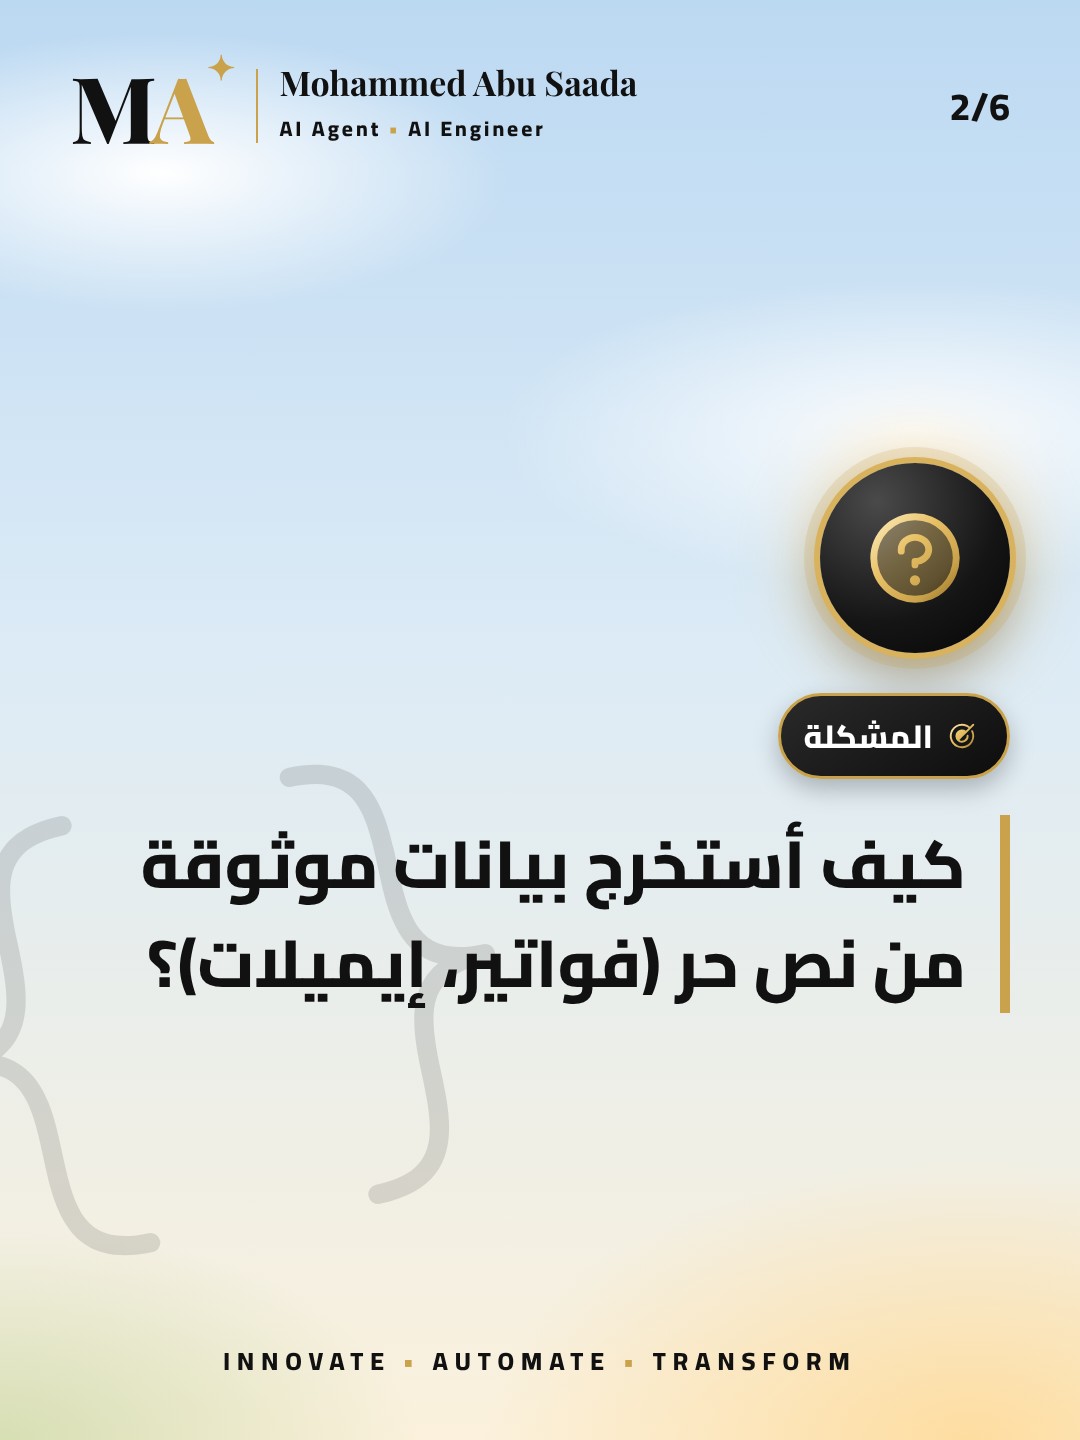 MA
Mohammed Abu Saada
AI Agent ▪ AI Engineer
2/6
المشكلة
كيف أستخرج بيانات موثوقة
من نص حر (فواتير، إيميلات)؟
INNOVATE ▪ AUTOMATE ▪ TRANSFORM